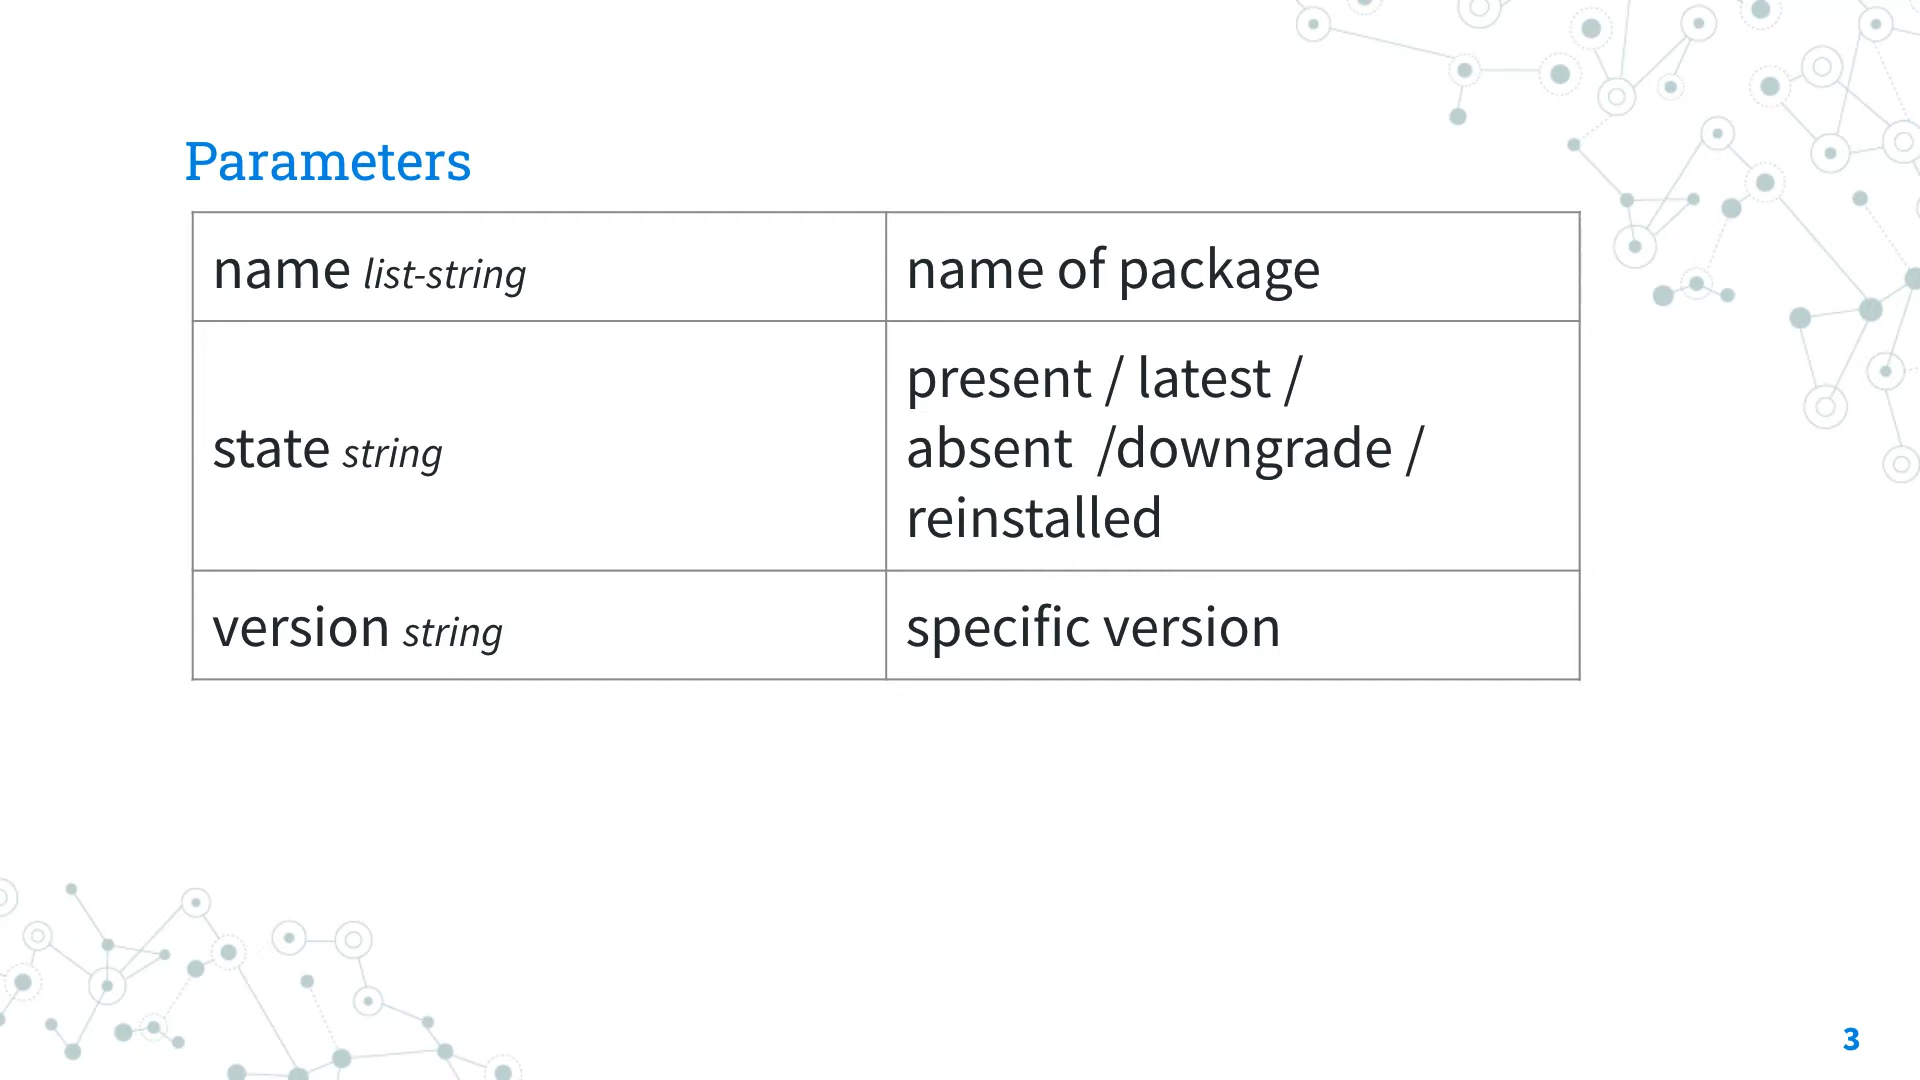 Parameters
name list-string
name of package
state string
present / latest /
absent  /downgrade /
reinstalled
version string
specific version
3